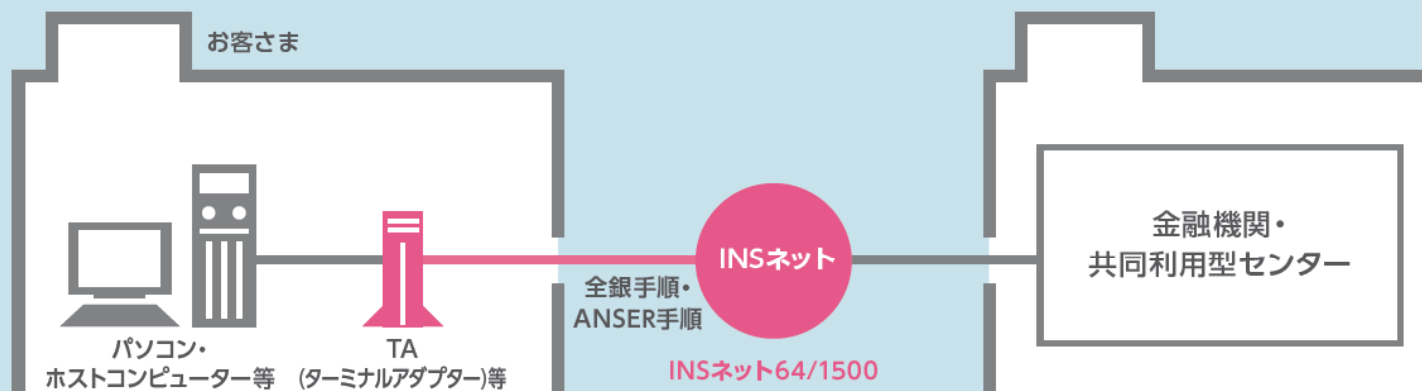 お客さま
パソコン・
ホストコンピューター等
TA
(ターミナルアダプター)等
全銀手順・
ANSER手順
INSネット
INSネット64/1500
金融機関・
共同利用型センター